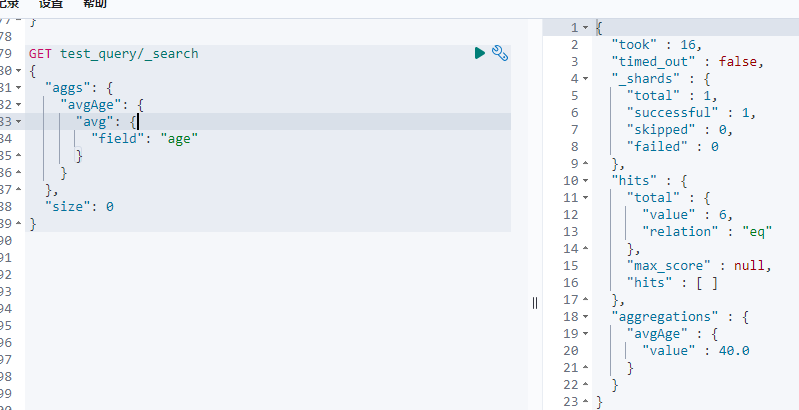 记录 设置 帮助
77 }
78
79 GET test_query/_search
80 {
81 "aggs": {
82 "avgAge": {
83 "avg": {
84 "field": "age"
85 }
86 }
87 },
88 "size": 0
89 }
90
91
92
93
94
95
96
97
98
99
1 {
2 "took" : 16,
3 "timed_out" : false,
4 "_shards" : {
5 "total" : 1,
6 "successful" : 1,
7 "skipped" : 0,
8 "failed" : 0
9 },
10 "hits" : {
11 "total" : {
12 "value" : 6,
13 "relation" : "eq"
14 },
15 "max_score" : null,
16 "hits" : [ ]
17 },
18 "aggregations" : {
19 "avgAge" : {
20 "value" : 40.0
21 }
22 }
23 }